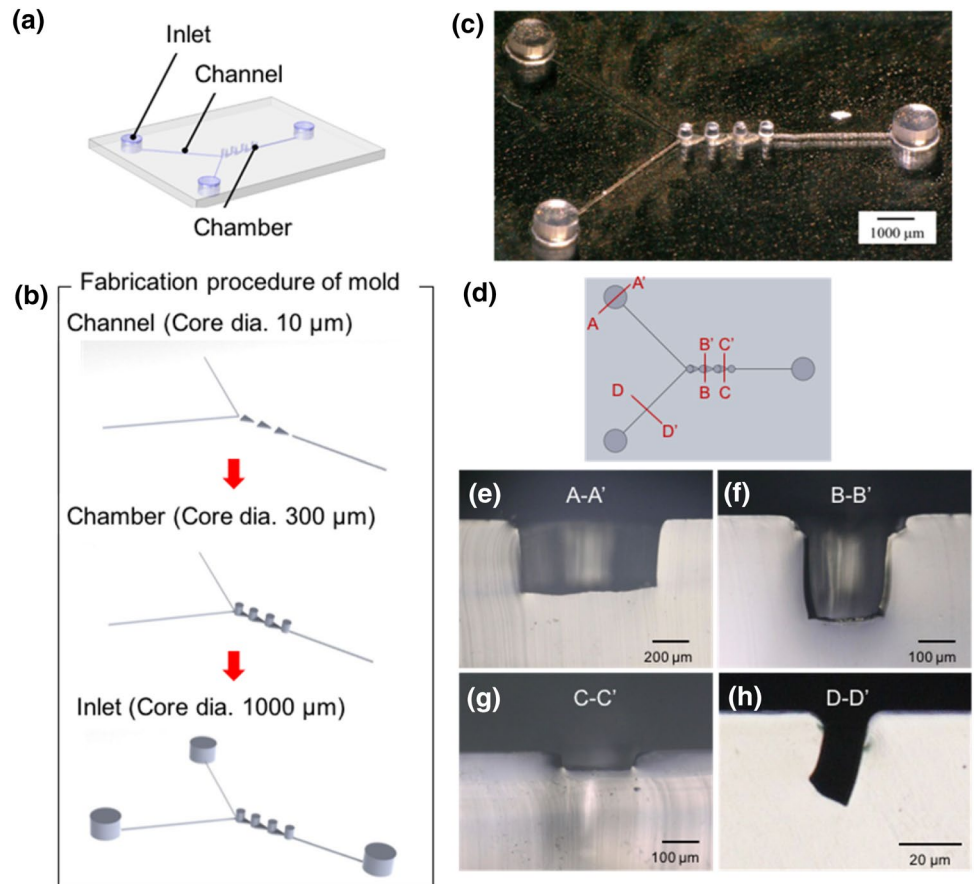 (a)
Inlet
Channel
Chamber
(b)
Fabrication procedure of mold
Channel (Core dia. 10 µm)
Chamber (Core dia. 300 µm)
Inlet (Core dia. 1000 µm)
(c)
1000 µm
(d)
A'
A
B' C'
B C
D
D'
(e)
A-A'
200 µm
(f)
B-B'
100 µm
(g)
C-C'
100 µm
(h)
D-D'
20 µm